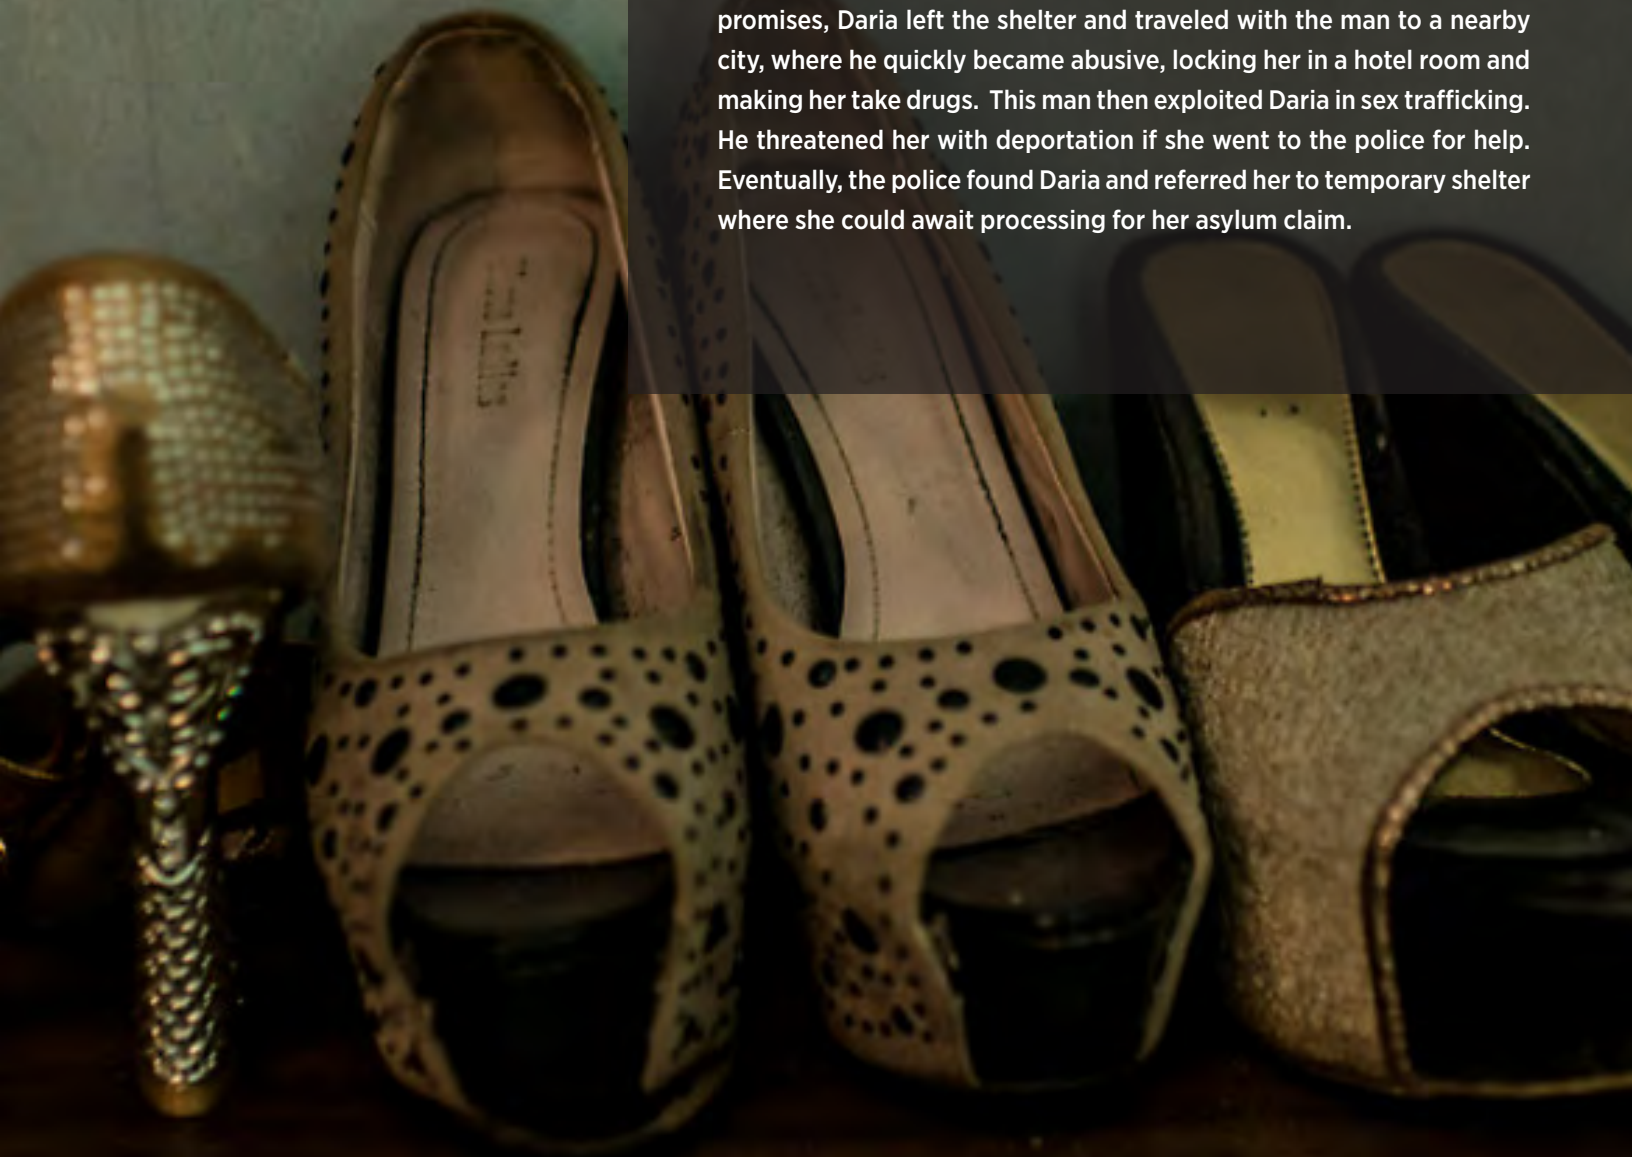 promises, Daria left the shelter and traveled with the man to a nearby
city, where he quickly became abusive, locking her in a hotel room and
making her take drugs.  This man then exploited Daria in sex trafficking.
He threatened her with deportation if she went to the police for help.
Eventually, the police found Daria and referred her to temporary shelter
where she could await processing for her asylum claim.